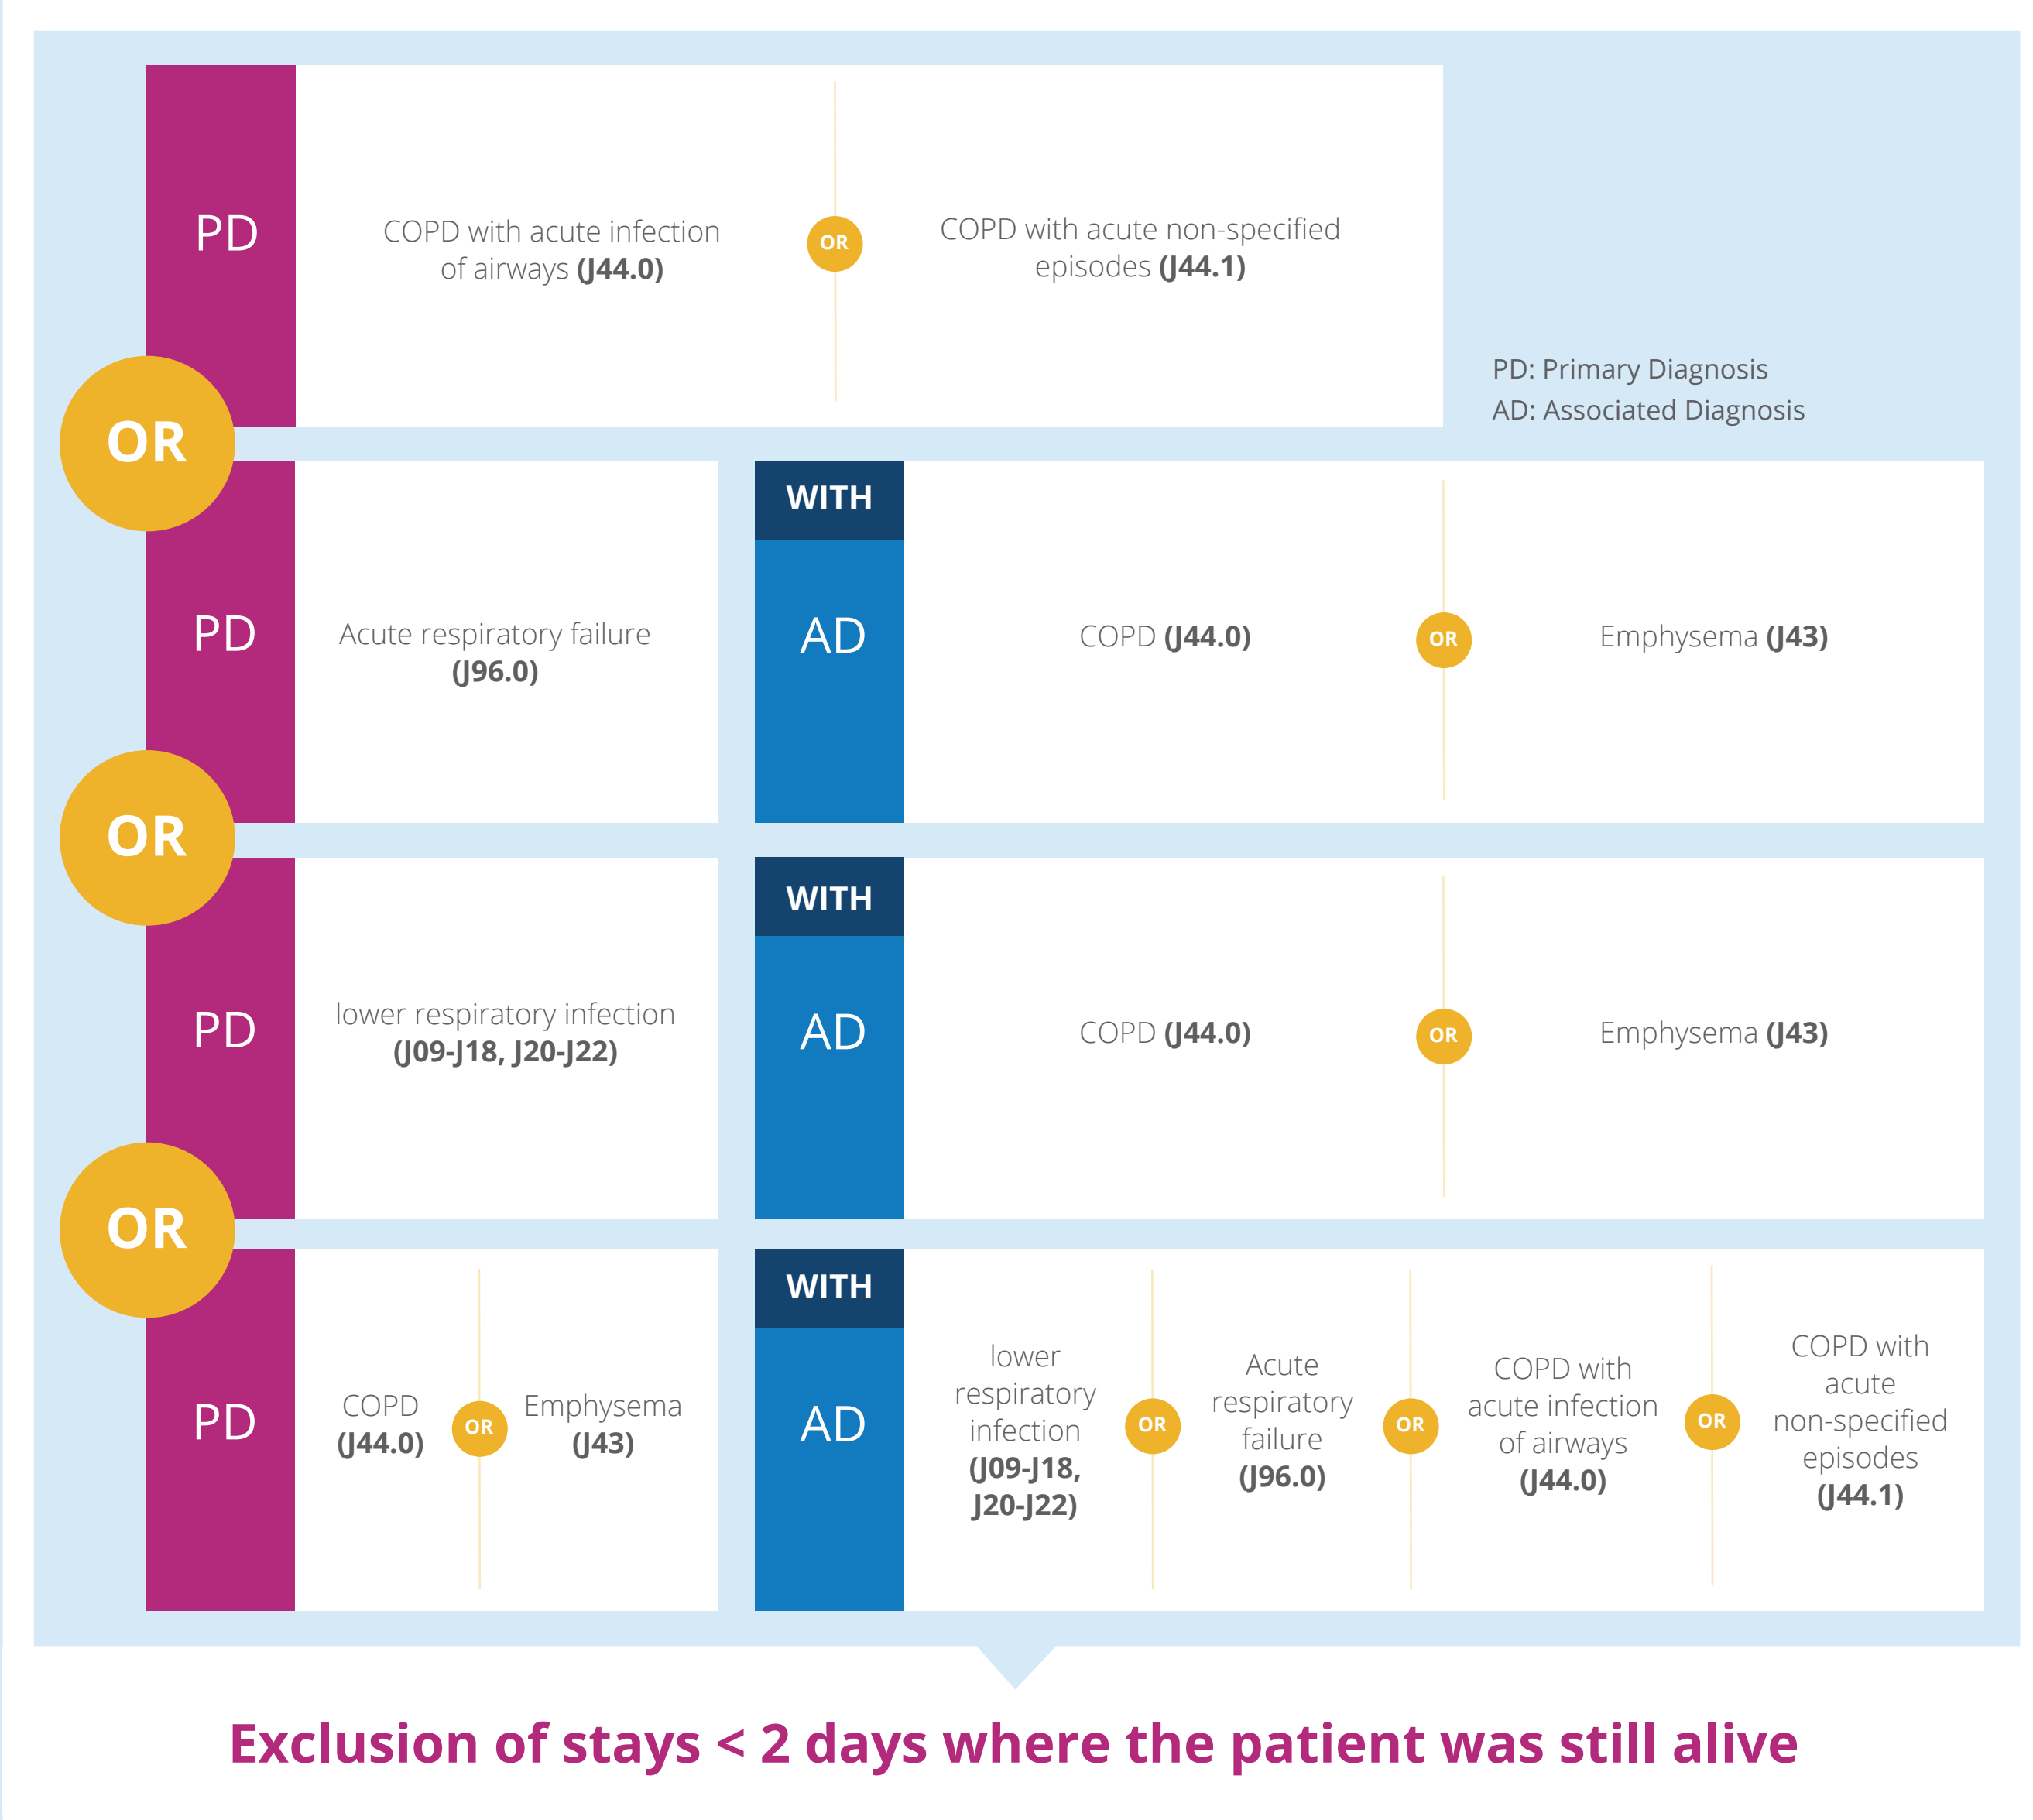 PD
COPD with acute infection
of airways (J44.0)
OR
COPD with acute non-specified
episodes (J44.1)
PD: Primary Diagnosis
AD: Associated Diagnosis
OR
PD
Acute respiratory failure
(J96.0)
WITH
AD
COPD (J44.0)
OR
Emphysema (J43)
OR
PD
lower respiratory infection
(J09-J18, J20-J22)
WITH
AD
COPD (J44.0)
OR
Emphysema (J43)
OR
PD
COPD
(J44.0)
OR
Emphysema
(J43)
WITH
AD
lower
respiratory
infection
(J09-J18,
J20-J22)
OR
Acute
respiratory
failure
(J96.0)
OR
COPD with
acute infection
of airways
(J44.0)
OR
COPD with
acute
non-specified
episodes
(J44.1)
Exclusion of stays < 2 days where the patient was still alive